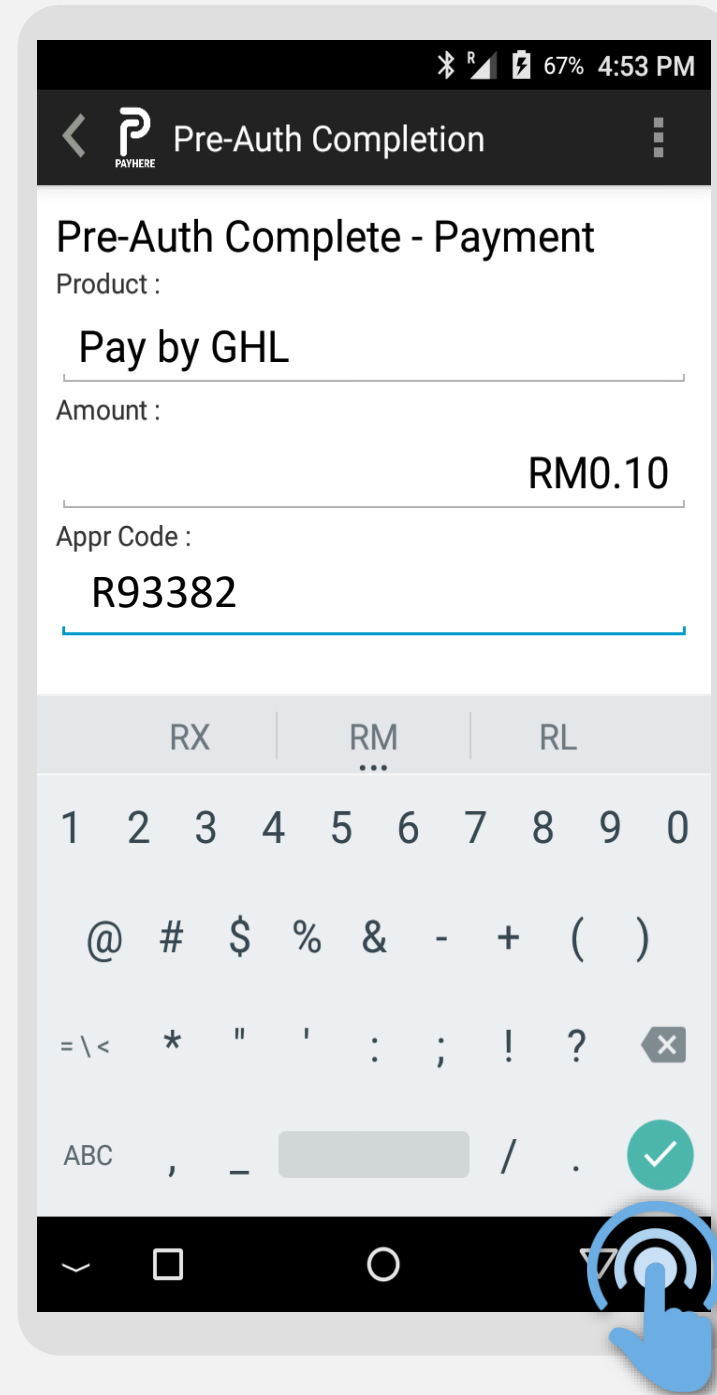 R 67% 4:53 PM
PAYHERE Pre-Auth Completion
Pre-Auth Complete - Payment
Product :
Pay by GHL
Amount :
RM0.10
Appr Code :
R93382
RX RM RL
1 2 3 4 5 6 7 8 9 0
@ # $ % & - + ( )
= \ < * " ' : ; ! ?
ABC , _ / .